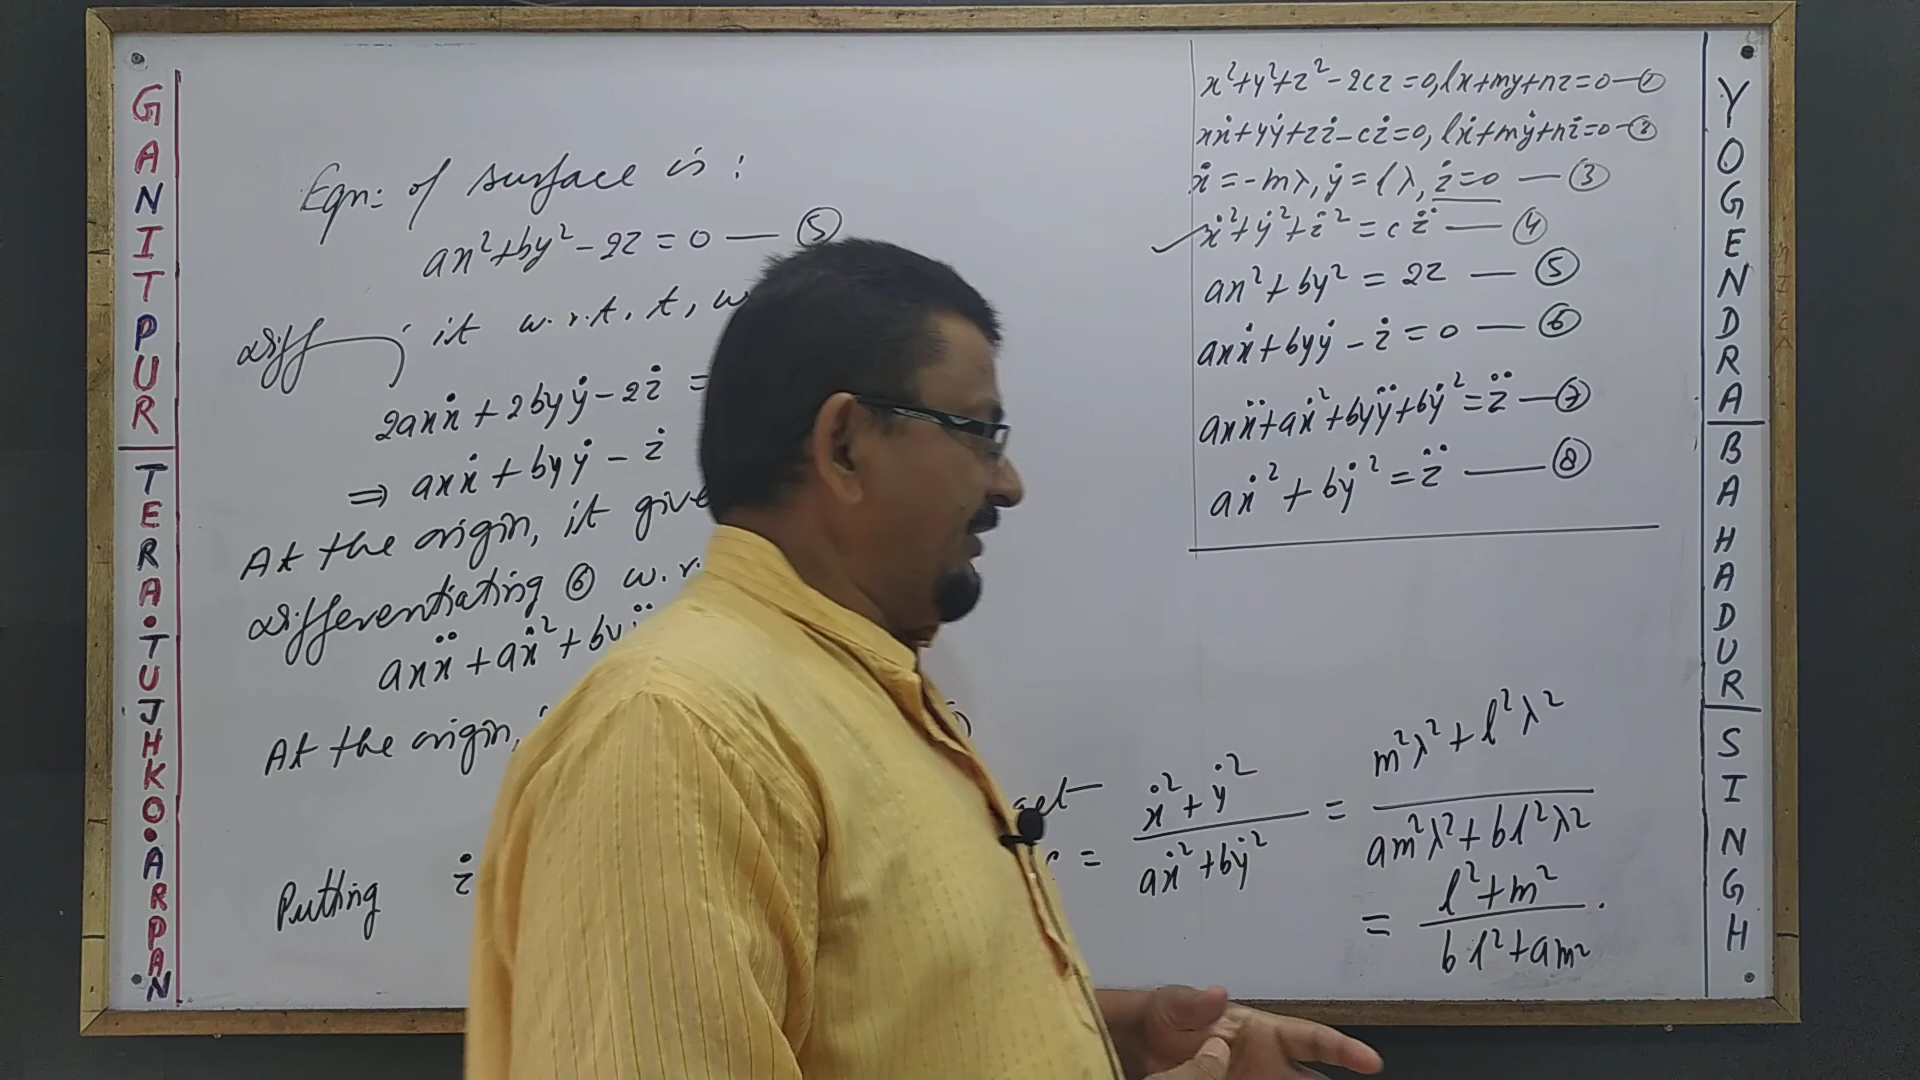 GANITPUR
TERA•TUJHKO•ARPAN
Eqn: of surface is:
ax²+by²-2z=0 — ⑤
Diff it w.r.t. t, w
2axẋ + 2byẏ - 2ż =
⇒ axẋ + byẏ - ż
At the origin, it give
Differentiating ⑥ w.r.
axẍ + aẋ² + by
At the origin,
Putting ż
get
c = (ẋ²+ẏ²)/(aẋ²+bẏ²) = (m²λ²+l²λ²)/(am²λ²+bl²λ²)
= (l²+m²)/(bl²+am²).
x²+y²+z²-2cz=0, lx+my+nz=0 —①
xẋ+yẏ+zż-cż=0, lẋ+mẏ+nż=0 —②
ẋ=-mλ, ẏ=lλ, ż=0 — ③
✓ẋ²+ẏ²+ż²=cz̈ — ④
ax²+by²=2z — ⑤
axẋ+byẏ-ż=0 — ⑥
axẍ+aẋ²+byÿ+bẏ²=z̈ —⑦
aẋ²+bẏ²=z̈ — ⑧
YOGENDRA
BAHADUR
SINGH